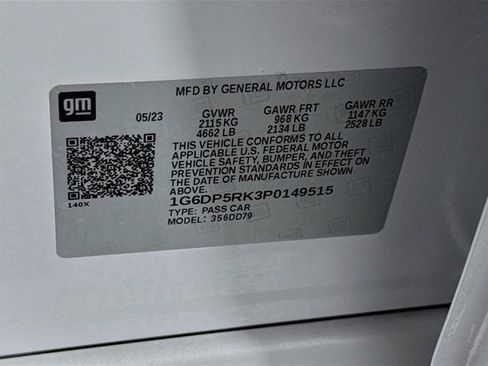 MFD BY GENERAL MOTORS LLC
gm
05/23 GVWR GAWR FRT GAWR RR
2115 KG 968 KG 1147 KG
4662 LB 2134 LB 2528 LB
THIS VEHICLE CONFORMS TO ALL
APPLICABLE U.S. FEDERAL MOTOR
VEHICLE SAFETY, BUMPER, AND THEFT
PREVENTION STANDARDS IN EFFECT ON
THE DATE OF MANUFACTURE SHOWN
ABOVE.
140X
1G6DP5RK3P0149515
TYPE: PASS CAR
MODEL: 356DD79